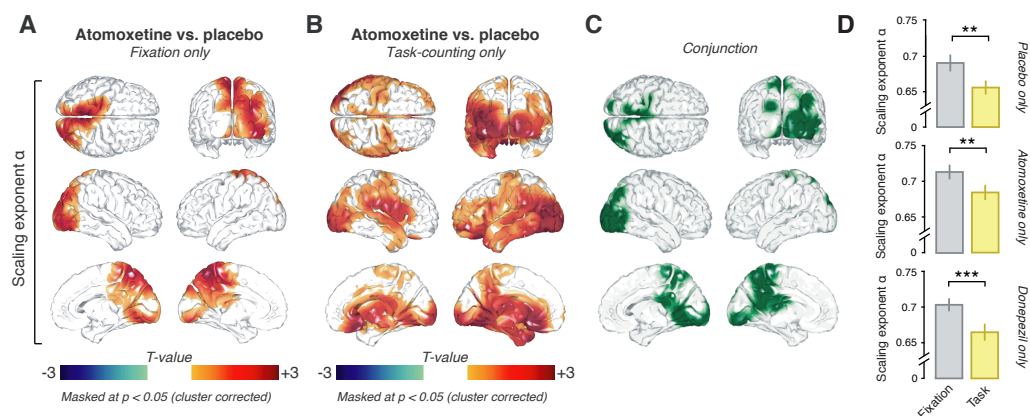 A
Atomoxetine vs. placebo
Fixation only
B
Atomoxetine vs. placebo
Task-counting only
C
Conjunction
D
Scaling exponent α
T-value
-3
+3
Masked at p < 0.05 (cluster corrected)
T-value
-3
+3
Masked at p < 0.05 (cluster corrected)
Scaling exponent α
0.75
0.7
0.65
0
**
Placebo only
Scaling exponent α
0.75
0.7
0.65
0
**
Atomoxetine only
Scaling exponent α
0.75
0.7
0.65
0
***
Donepezil only
Fixation
Task